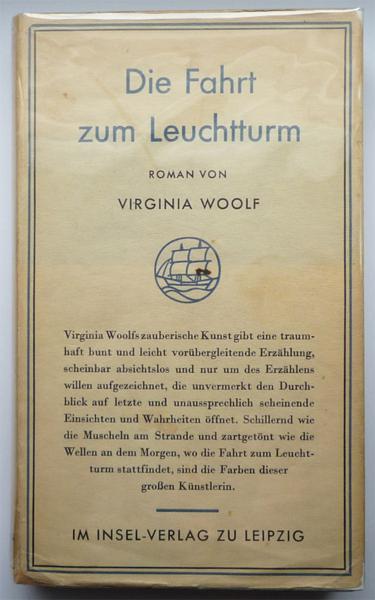 Die Fahrt
zum Leuchtturm
ROMAN VON
VIRGINIA WOOLF
Virginia Woolfs zauberische Kunst gibt eine traum-
haft bunt und leicht vorübergleitende Erzählung,
scheinbar absichtslos und nur um des Erzählens
willen aufgezeichnet, die unvermerkt den Durch-
blick auf letzte und unaussprechlich scheinende
Einsichten und Wahrheiten öffnet. Schillernd wie
die Muscheln am Strande und zartgetönt wie die
Wellen an dem Morgen, wo die Fahrt zum Leucht-
turm stattfindet, sind die Farben dieser
großen Künstlerin.
IM INSEL-VERLAG ZU LEIPZIG